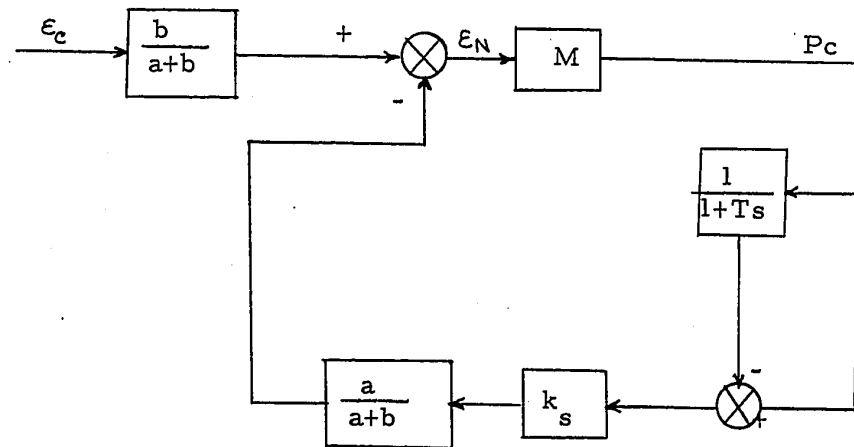 ε_c
b
a+b
+
-
ε_N
M
Pc
1
1+Ts
-
+
k_s
a
a+b